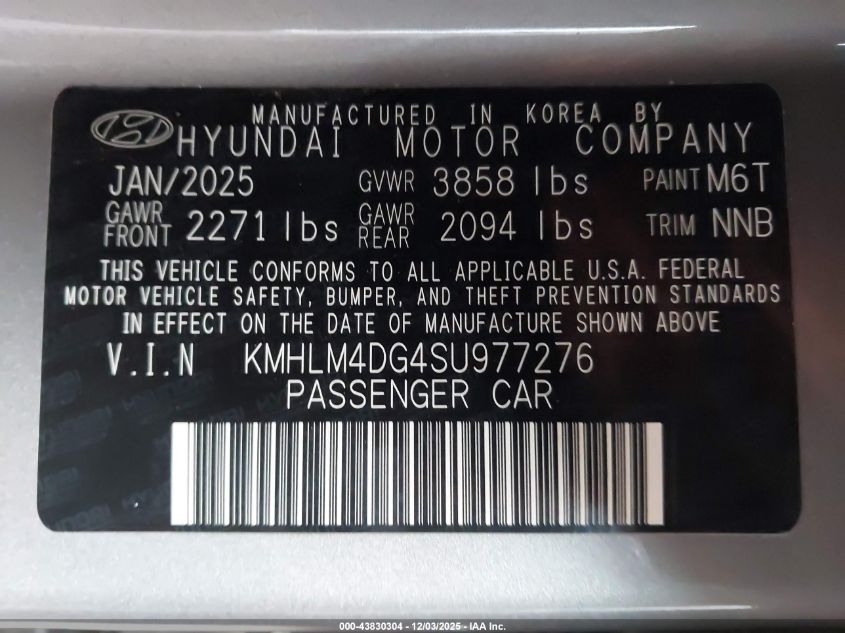 MANUFACTURED IN KOREA BY
HYUNDAI MOTOR COMPANY
JAN/2025 GVWR 3858 lbs PAINT M6T
GAWR FRONT 2271 lbs GAWR REAR 2094 lbs TRIM NNB
THIS VEHICLE CONFORMS TO ALL APPLICABLE U.S.A. FEDERAL
MOTOR VEHICLE SAFETY, BUMPER, AND THEFT PREVENTION STANDARDS
IN EFFECT ON THE DATE OF MANUFACTURE SHOWN ABOVE
V.I.N KMHLM4DG4SU977276
PASSENGER CAR
000-43830304 - 12/03/2025 - IAA Inc.